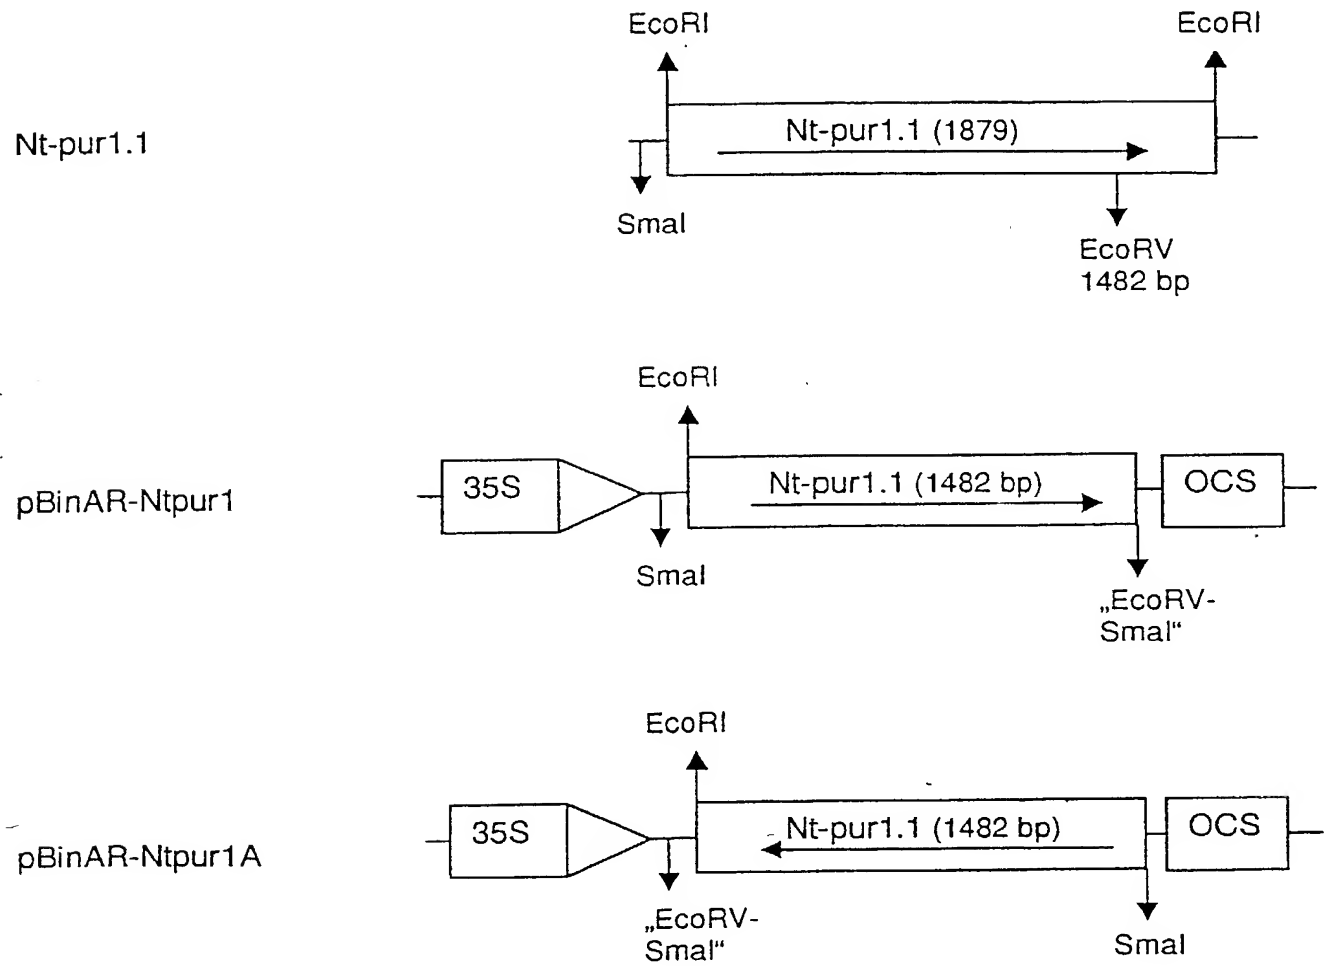 EcoRI
EcoRI
Nt-pur1.1
Nt-pur1.1 (1879)
SmaI
EcoRV
1482 bp
EcoRI
pBinAR-Ntpur1
35S
Nt-pur1.1 (1482 bp)
OCS
SmaI
„EcoRV-
SmaI“
EcoRI
pBinAR-Ntpur1A
35S
Nt-pur1.1 (1482 bp)
OCS
„EcoRV-
SmaI“
SmaI